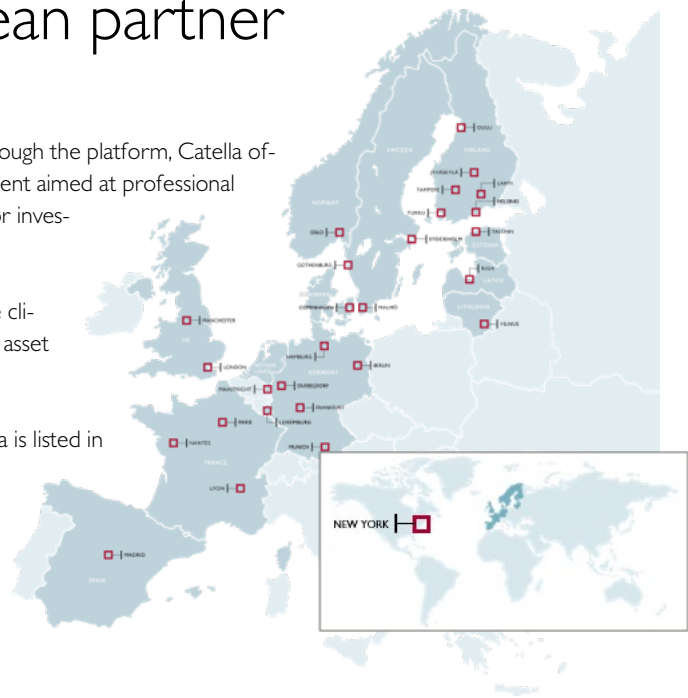 ean partner
ough the platform, Catella of-
ent aimed at professional
or inves-
e cli-
asset
a is listed in
OULU
SWEDEN
FINLAND
JYVÄSKYLÄ
LAHTI
TAMPERE
HELSINKI
NORWAY
TURKU
OSLO
TALLINN
STOCKHOLM
ESTONIA
GOTHENBURG
RIGA
LATVIA
DENMARK
COPENHAGEN
MALMÖ
LITHUANIA
MANCHESTER
VILNIUS
UK
HAMBURG
LONDON
NETHER
LANDS
GERMANY
BERLIN
MAASTRICHT
DUSSELDORF
FRANKFURT
PARIS
LUXEMBURG
NANTES
MUNICH
FRANCE
LYON
NEW YORK
MADRID
SPAIN